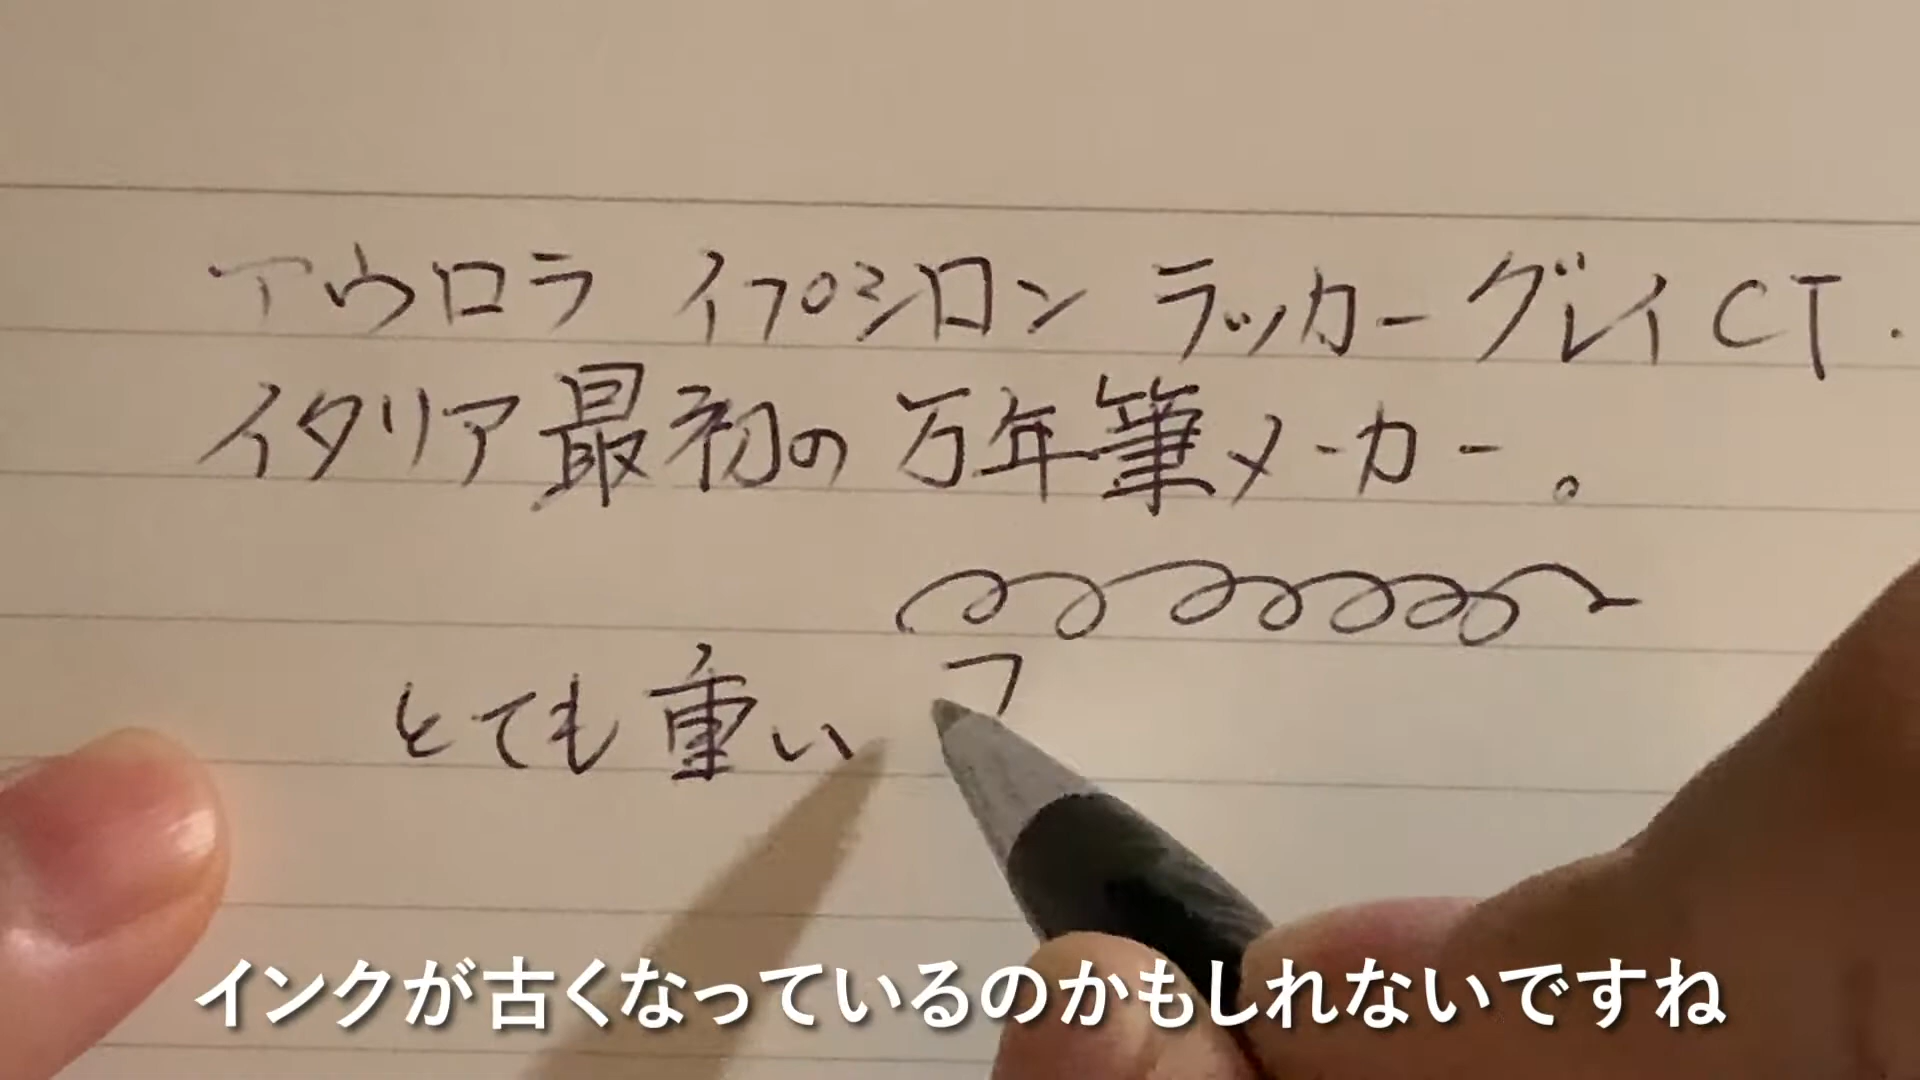 アウロラ イプシロン ラッカーグレイCT.
イタリア最初の万年筆メーカー。
とても重い フ
インクが古くなっているのかもしれないですね